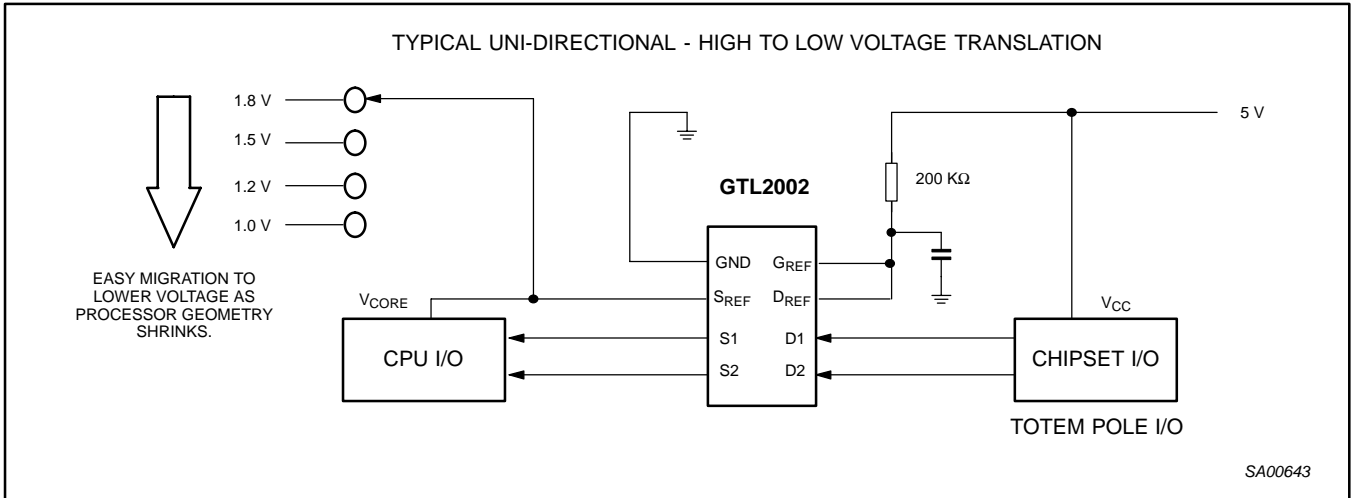 TYPICAL UNI-DIRECTIONAL - HIGH TO LOW VOLTAGE TRANSLATION
1.8 V
1.5 V
1.2 V
1.0 V
EASY MIGRATION TO
LOWER VOLTAGE AS
PROCESSOR GEOMETRY
SHRINKS.
5 V
200 KΩ
GTL2002
GND GREF
SREF DREF
S1 D1
S2 D2
VCORE
CPU I/O
VCC
CHIPSET I/O
TOTEM POLE I/O
SA00643